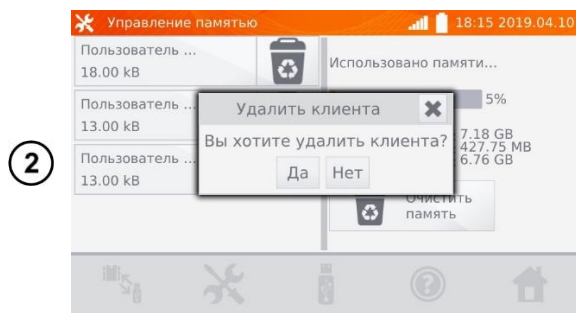 2
Управление памятью
18:15 2019.04.10
Пользователь ...
18.00 kB
Пользователь ...
13.00 kB
Пользователь ...
13.00 kB
Использовано памяти...
5%
7.18 GB
427.75 MB
6.76 GB
Очистить
память
Удалить клиента
Вы хотите удалить клиента?
Да Нет